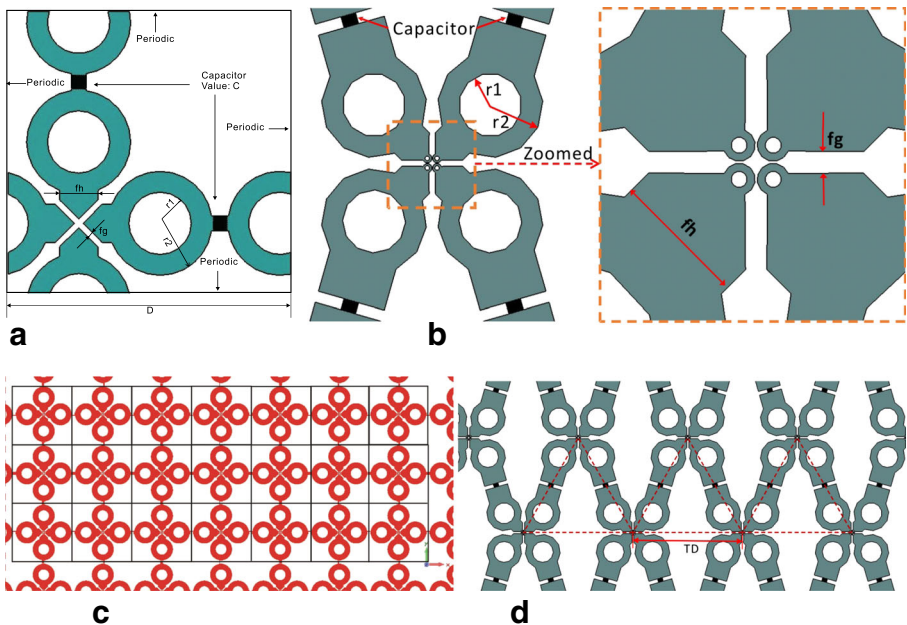 Periodic
Periodic
Capacitor
Value: C
Periodic
fh
r1
fg
r2
Periodic
D
a
Capacitor
r1
r2
Zoomed
b
fg
fh
c
TD
d